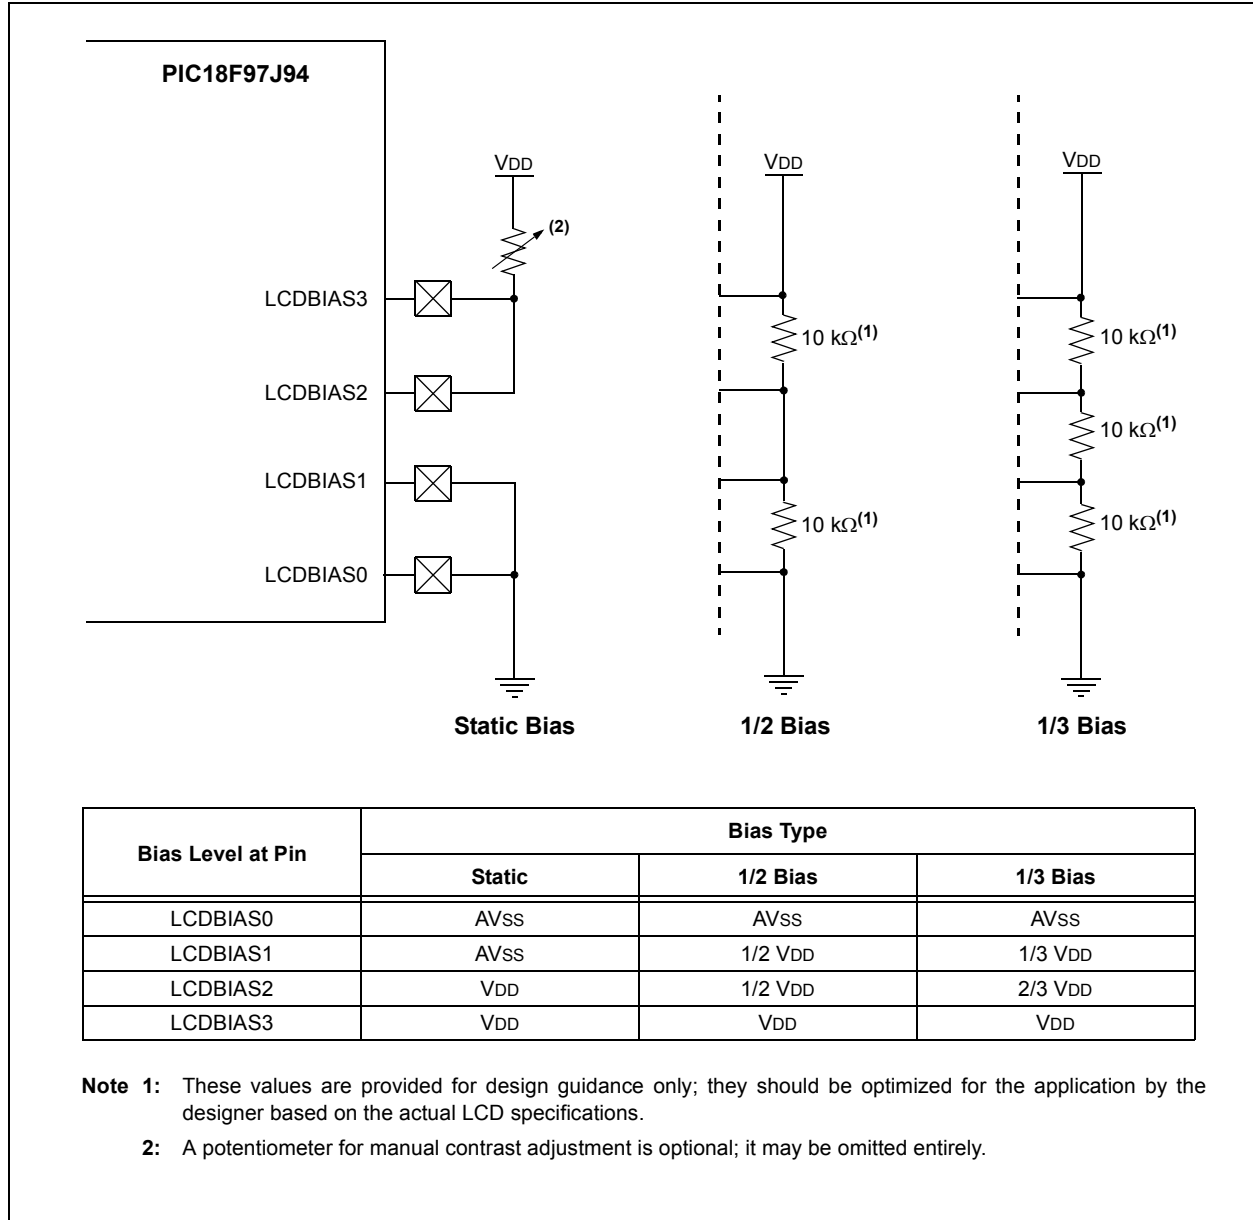 PIC18F97J94
VDD
VDD
VDD
(2)
LCDBIAS3
10 kΩ(1)
10 kΩ(1)
LCDBIAS2
10 kΩ(1)
LCDBIAS1
10 kΩ(1)
10 kΩ(1)
LCDBIAS0
Static Bias
1/2 Bias
1/3 Bias
Bias Level at Pin
Bias Type
Static
1/2 Bias
1/3 Bias
LCDBIAS0 AVSS AVSS AVSS
LCDBIAS1 AVSS 1/2 VDD 1/3 VDD
LCDBIAS2 VDD 1/2 VDD 2/3 VDD
LCDBIAS3 VDD VDD VDD
Note 1: These values are provided for design guidance only; they should be optimized for the application by the
designer based on the actual LCD specifications.
2: A potentiometer for manual contrast adjustment is optional; it may be omitted entirely.